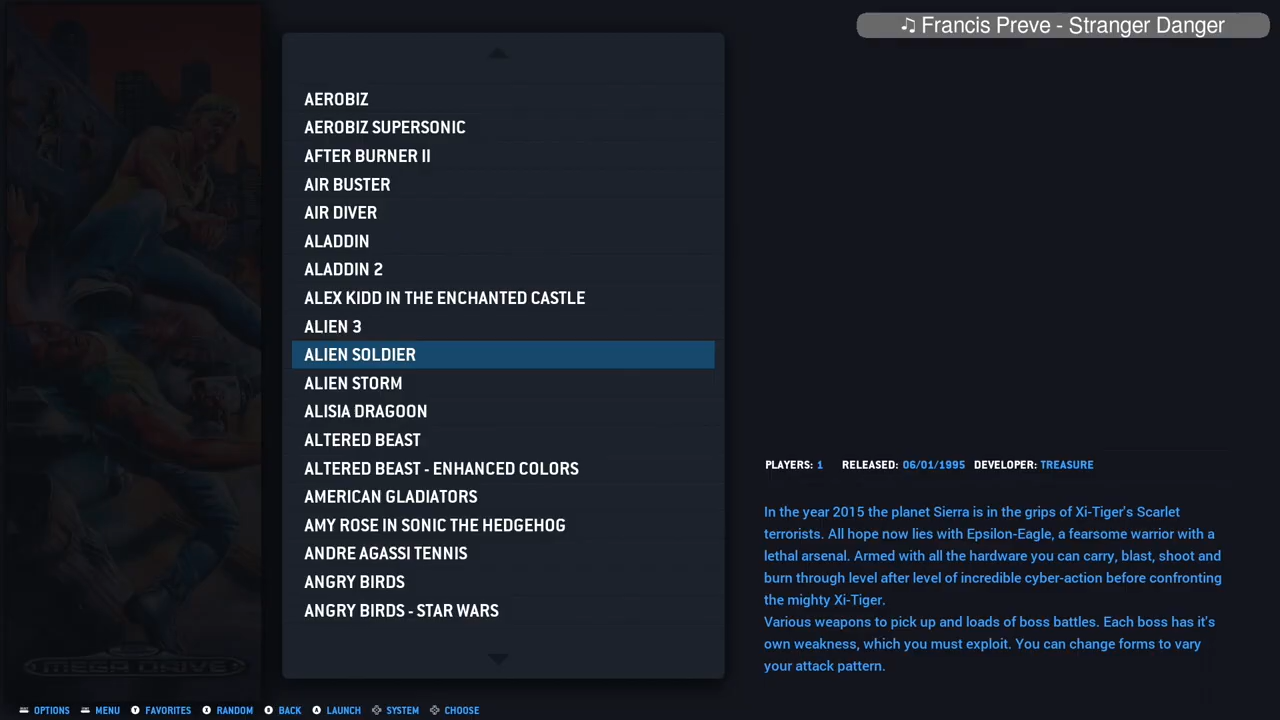 ♫ Francis Preve - Stranger Danger
AEROBIZ
AEROBIZ SUPERSONIC
AFTER BURNER II
AIR BUSTER
AIR DIVER
ALADDIN
ALADDIN 2
ALEX KIDD IN THE ENCHANTED CASTLE
ALIEN 3
ALIEN SOLDIER
ALIEN STORM
ALISIA DRAGOON
ALTERED BEAST
ALTERED BEAST - ENHANCED COLORS
AMERICAN GLADIATORS
AMY ROSE IN SONIC THE HEDGEHOG
ANDRE AGASSI TENNIS
ANGRY BIRDS
ANGRY BIRDS - STAR WARS
PLAYERS: 1 RELEASED: 06/01/1995 DEVELOPER: TREASURE
In the year 2015 the planet Sierra is in the grips of Xi-Tiger's Scarlet
terrorists. All hope now lies with Epsilon-Eagle, a fearsome warrior with a
lethal arsenal. Armed with all the hardware you can carry, blast, shoot and
burn through level after level of incredible cyber-action before confronting
the mighty Xi-Tiger.
Various weapons to pick up and loads of boss battles. Each boss has it's
own weakness, which you must exploit. You can change forms to vary
your attack pattern.
MEGA DRIVE
OPTIONS MENU FAVORITES RANDOM BACK LAUNCH SYSTEM CHOOSE